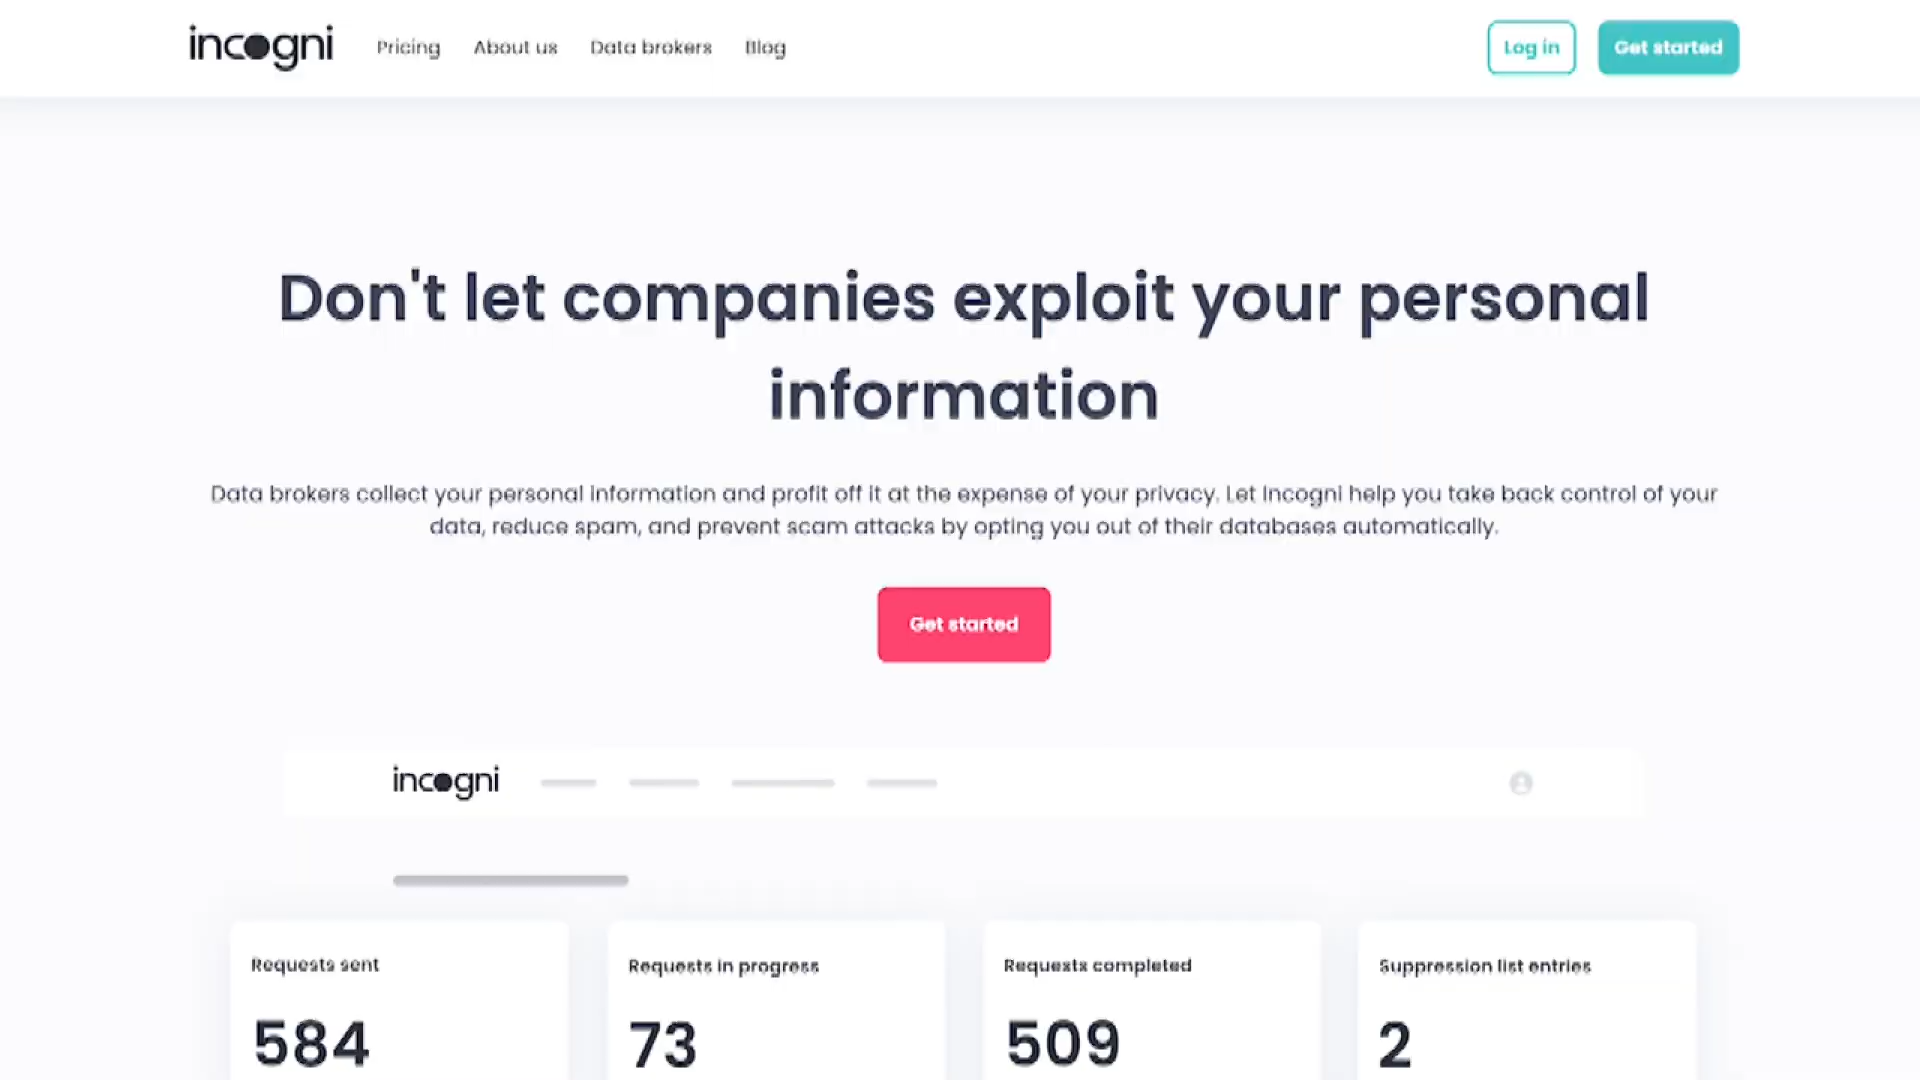 incogni Pricing About us Data brokers Blog Log in Get started
Don't let companies exploit your personal
information
Data brokers collect your personal information and profit off it at the expense of your privacy. Let Incogni help you take back control of your
data, reduce spam, and prevent scam attacks by opting you out of their databases automatically.
Get started
incogni
Requests sent Requests in progress Requests completed Suppression list entries
584 73 509 2